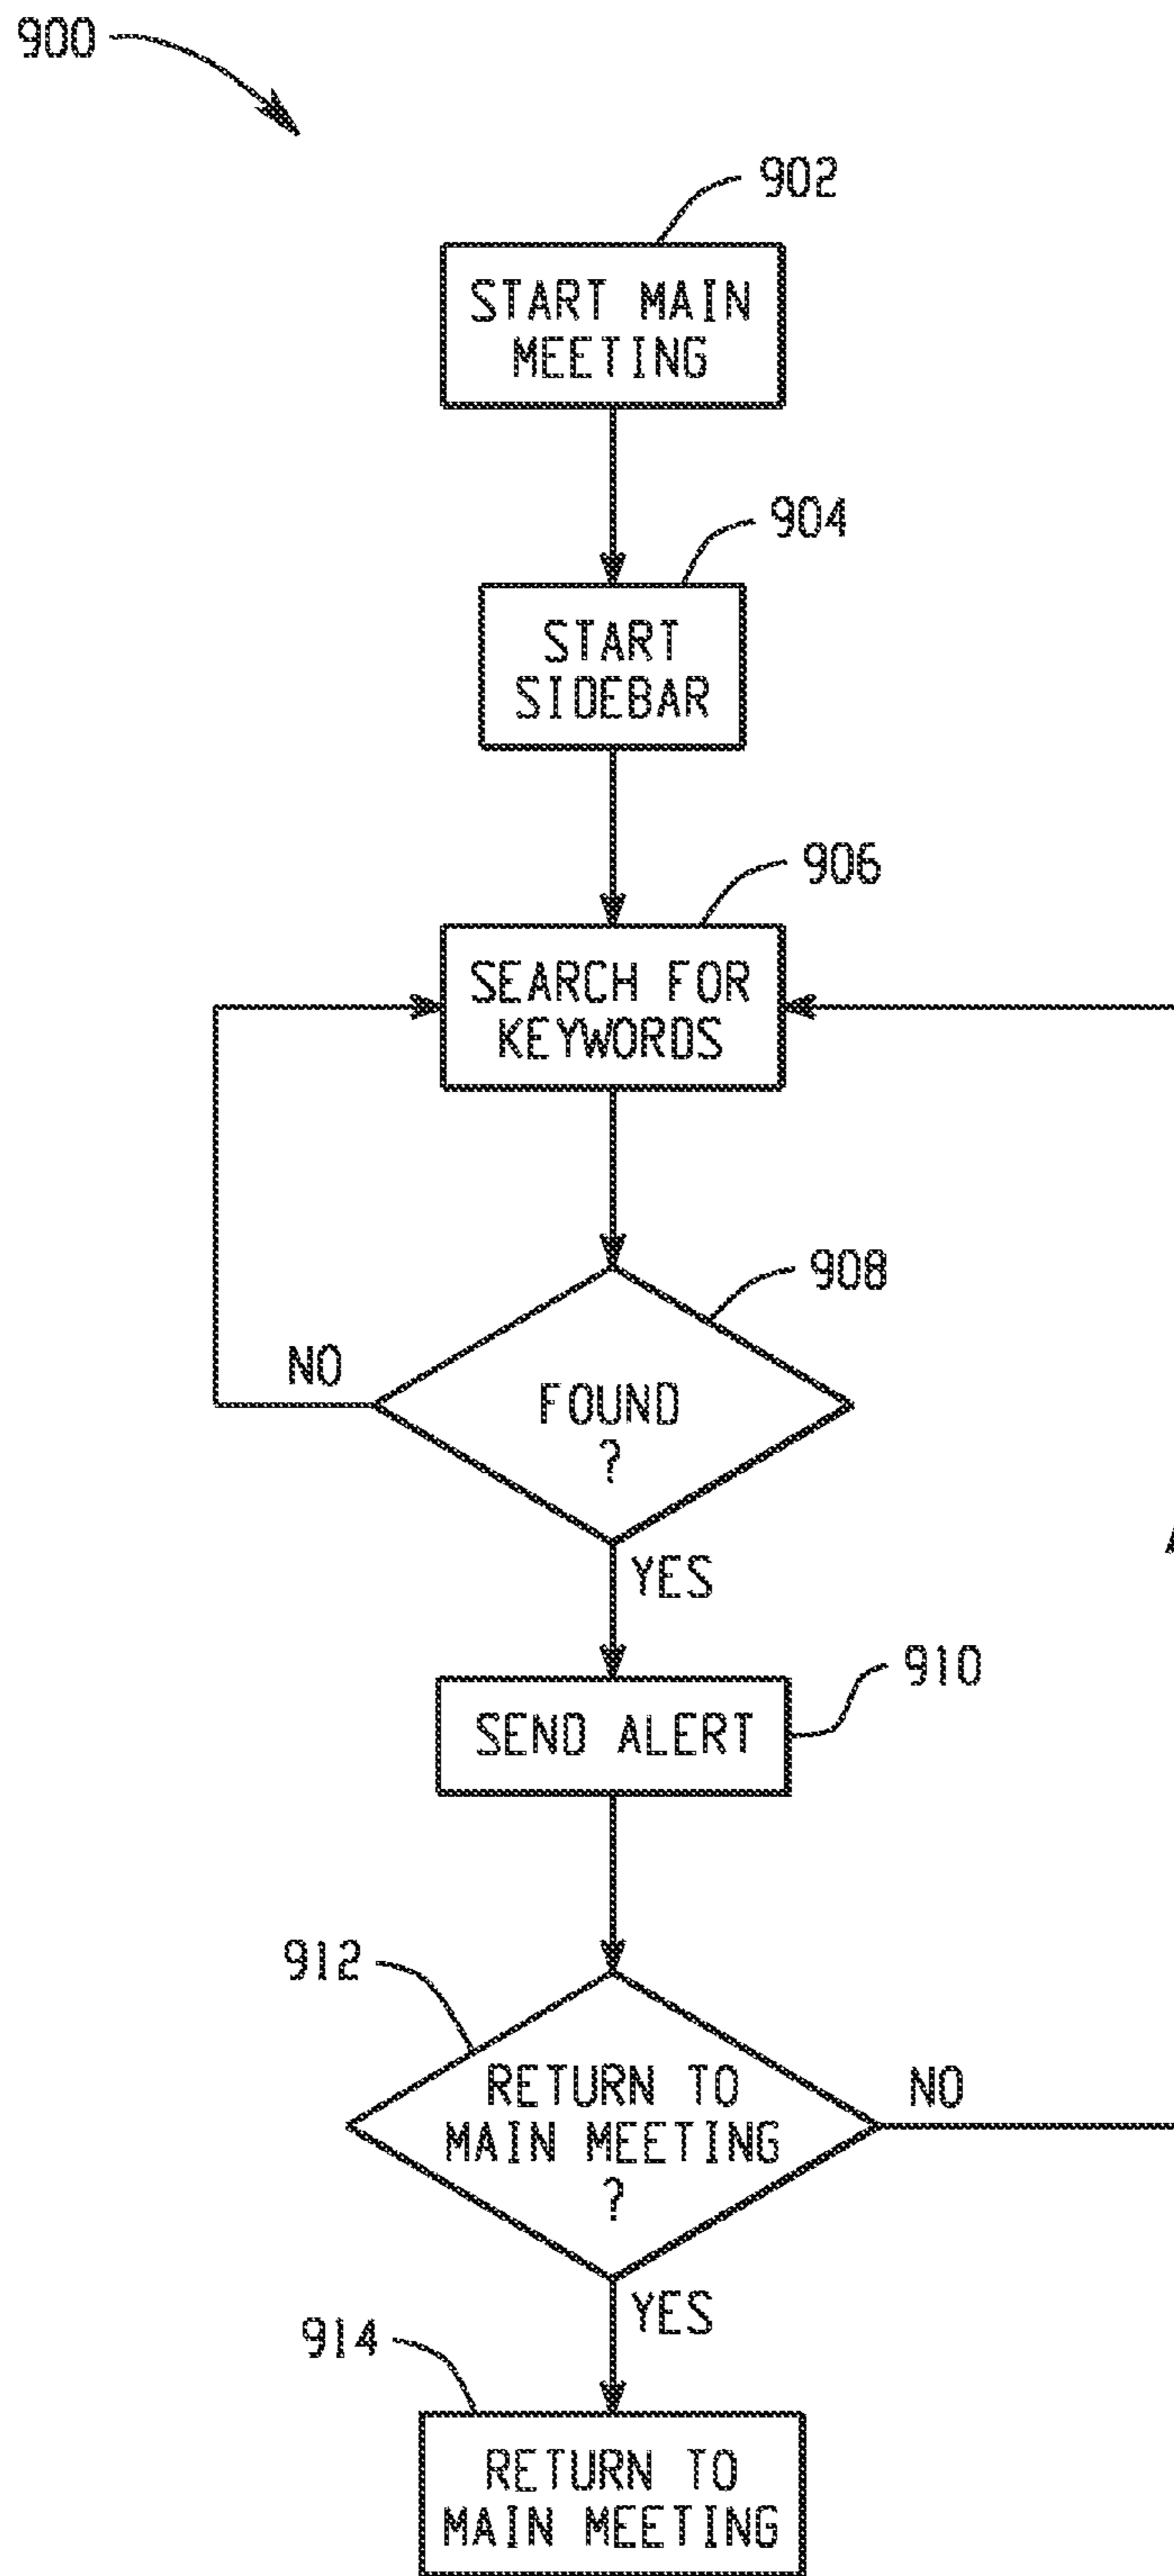 900
902
START MAIN
MEETING
904
START
SIDEBAR
906
SEARCH FOR
KEYWORDS
908
NO
FOUND
?
YES
910
SEND ALERT
912
RETURN TO
MAIN MEETING
?
NO
YES
914
RETURN TO
MAIN MEETING